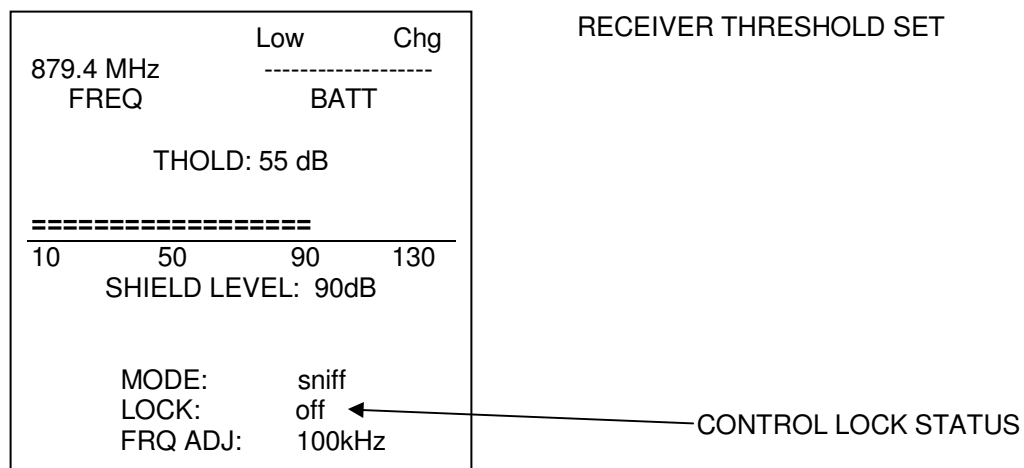 RECEIVER THRESHOLD SET
Low Chg
879.4 MHz -------------------
FREQ BATT
THOLD: 55 dB
==================
10 50 90 130
SHIELD LEVEL: 90dB
MODE: sniff
LOCK: off
CONTROL LOCK STATUS
FRQ ADJ: 100kHz